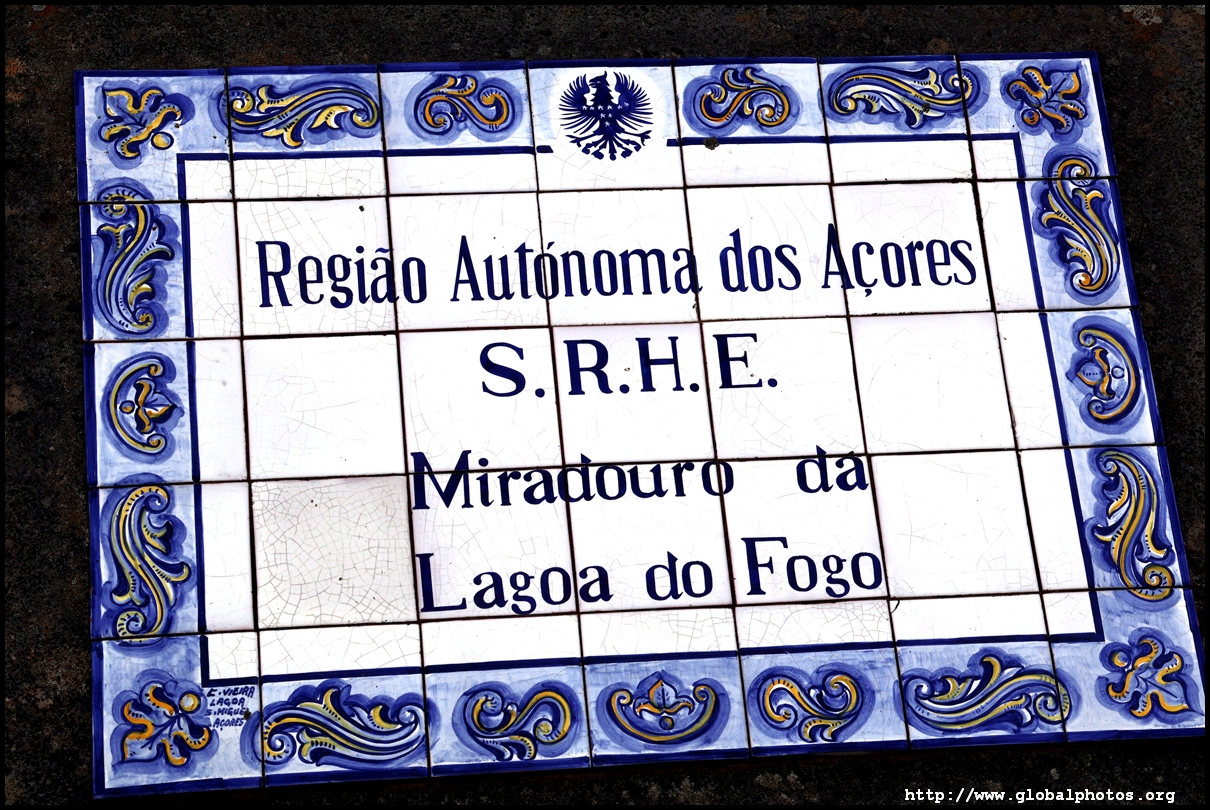 Região Autónoma dos Açores
S.R.H.E.
Miradouro da
Lagoa do Fogo
C. VIEIRA
LAGOA
S. MIGUEL
AÇORES
http://www.globalphotos.org